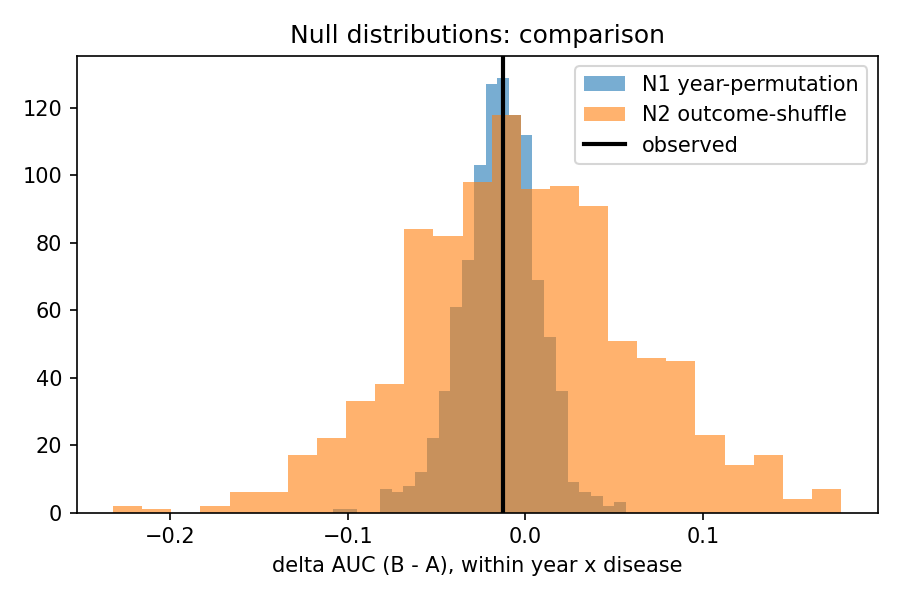 Null distributions: comparison
N1 year-permutation
N2 outcome-shuffle
observed
120
100
80
60
40
20
0
−0.2
−0.1
0.0
0.1
delta AUC (B - A), within year x disease